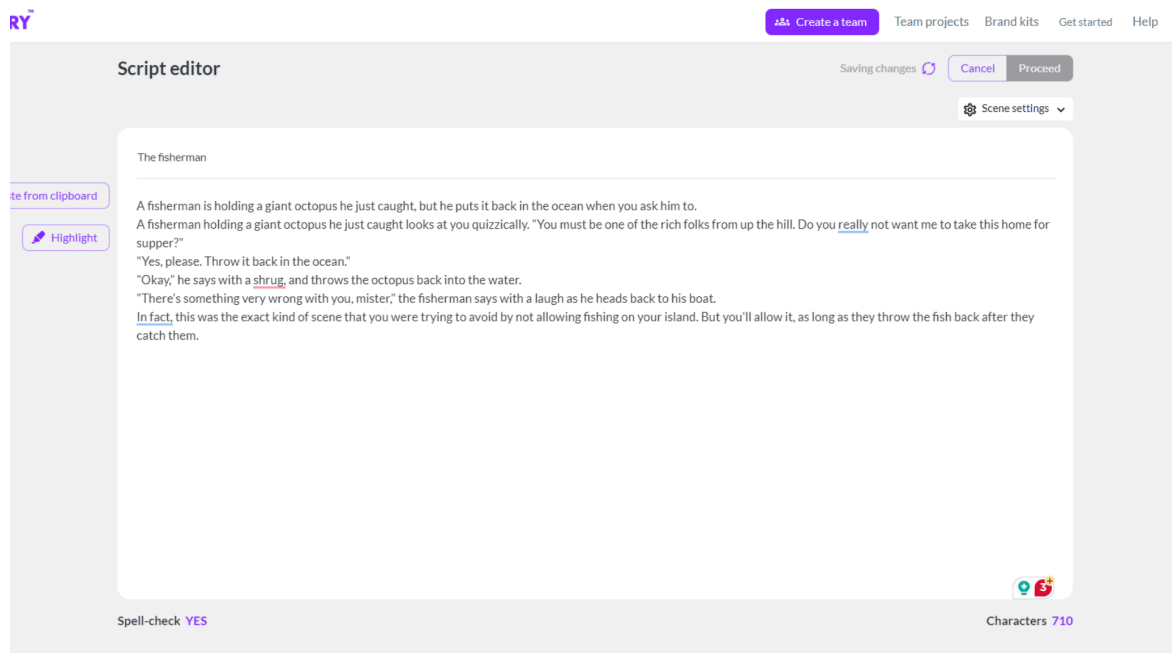 RY™
Create a team Team projects Brand kits Get started Help
Script editor
Saving changes Cancel Proceed
Scene settings
The fisherman
te from clipboard
Highlight
A fisherman is holding a giant octopus he just caught, but he puts it back in the ocean when you ask him to.
A fisherman holding a giant octopus he just caught looks at you quizzically. "You must be one of the rich folks from up the hill. Do you really not want me to take this home for
supper?"
"Yes, please. Throw it back in the ocean."
"Okay," he says with a shrug, and throws the octopus back into the water.
"There's something very wrong with you, mister," the fisherman says with a laugh as he heads back to his boat.
In fact, this was the exact kind of scene that you were trying to avoid by not allowing fishing on your island. But you'll allow it, as long as they throw the fish back after they
catch them.
3+
Spell-check YES
Characters 710